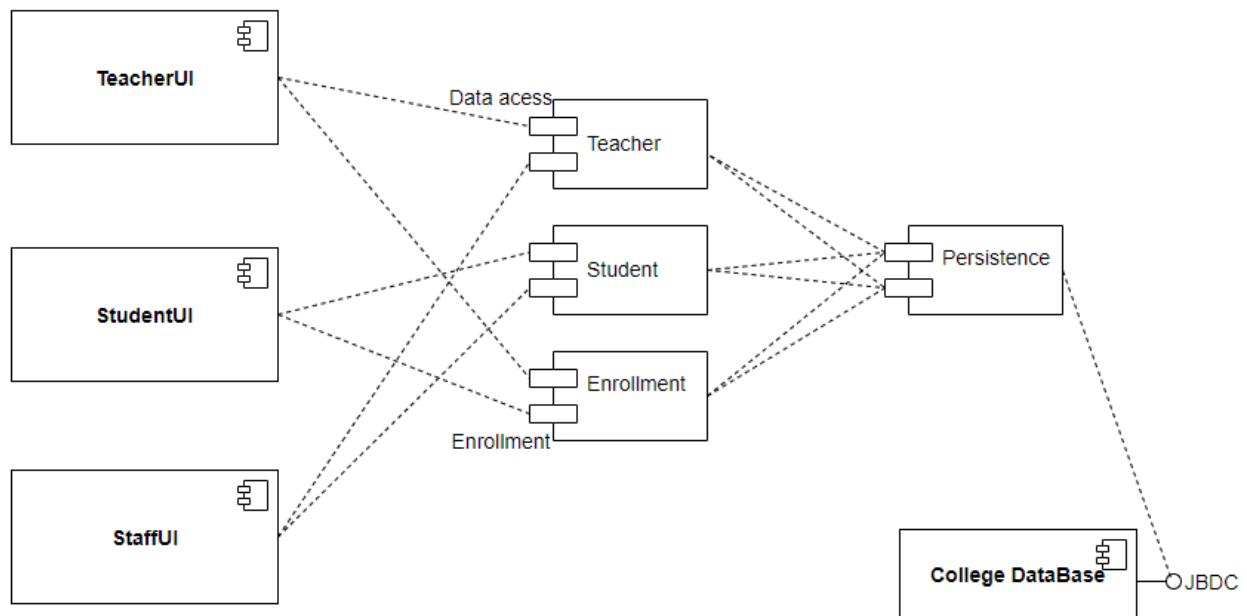 TeacherUI
Data acess
Teacher
StudentUI
Student
Persistence
Enrollment
Enrollment
StaffUI
College DataBase
JBDC